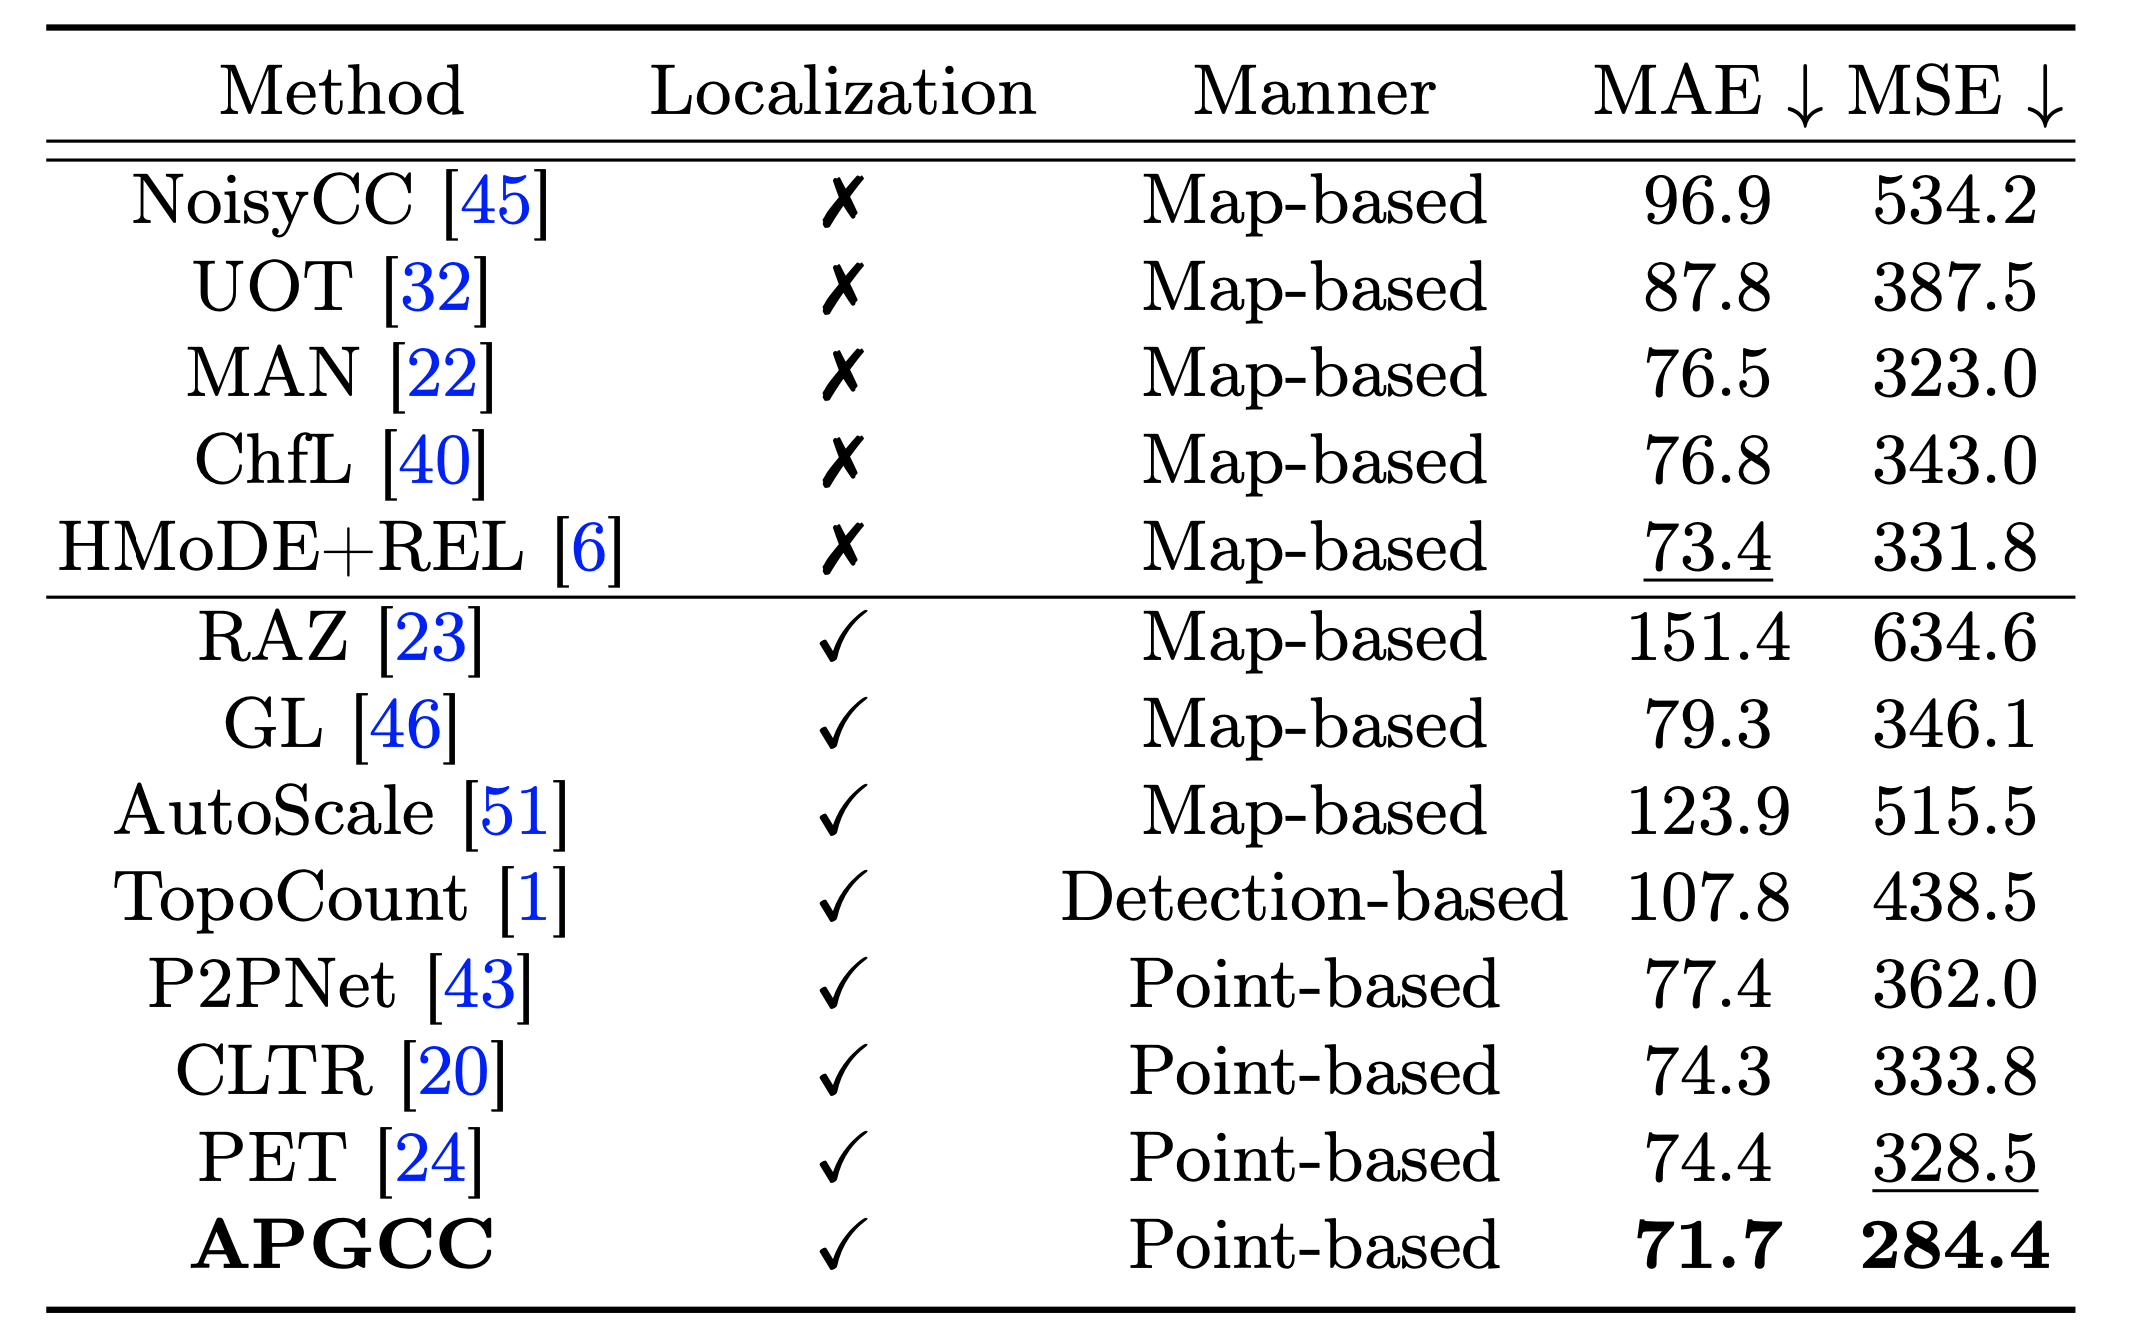 Method Localization Manner MAE ↓ MSE ↓
NoisyCC [45] ✗ Map-based 96.9 534.2
UOT [32] ✗ Map-based 87.8 387.5
MAN [22] ✗ Map-based 76.5 323.0
ChfL [40] ✗ Map-based 76.8 343.0
HMoDE+REL [6] ✗ Map-based 73.4 331.8
RAZ [23] ✓ Map-based 151.4 634.6
GL [46] ✓ Map-based 79.3 346.1
AutoScale [51] ✓ Map-based 123.9 515.5
TopoCount [1] ✓ Detection-based 107.8 438.5
P2PNet [43] ✓ Point-based 77.4 362.0
CLTR [20] ✓ Point-based 74.3 333.8
PET [24] ✓ Point-based 74.4 328.5
APGCC ✓ Point-based 71.7 284.4